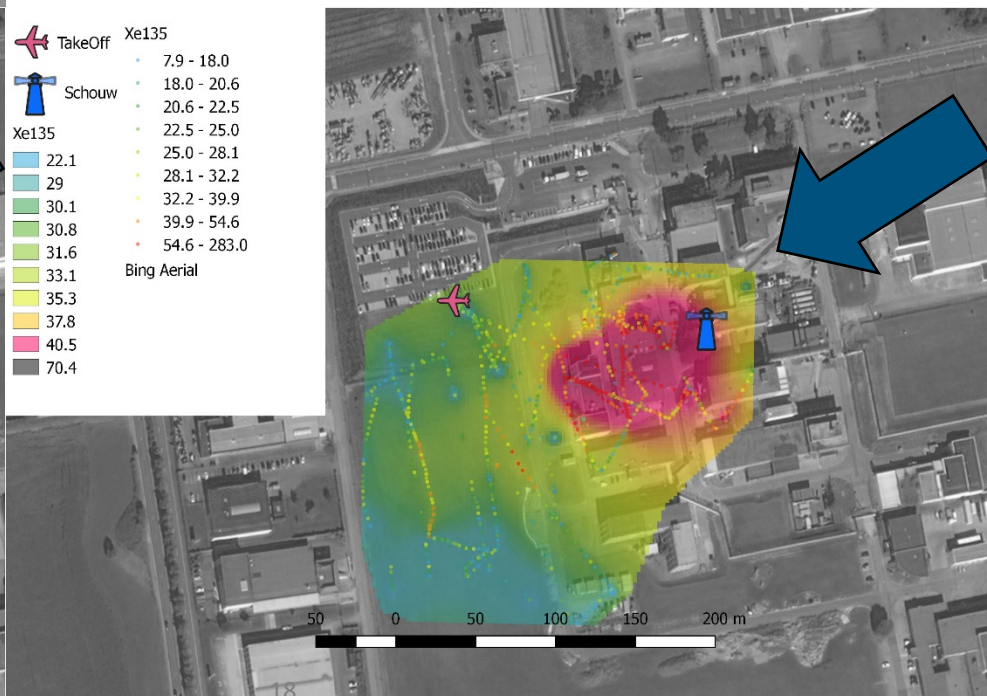 TakeOff
Schouw
Xe135
22.1
29
30.1
30.8
31.6
33.1
35.3
37.8
40.5
70.4
Xe135
7.9 - 18.0
18.0 - 20.6
20.6 - 22.5
22.5 - 25.0
25.0 - 28.1
28.1 - 32.2
32.2 - 39.9
39.9 - 54.6
54.6 - 283.0
Bing Aerial
50 0 50 100 150 200 m
18